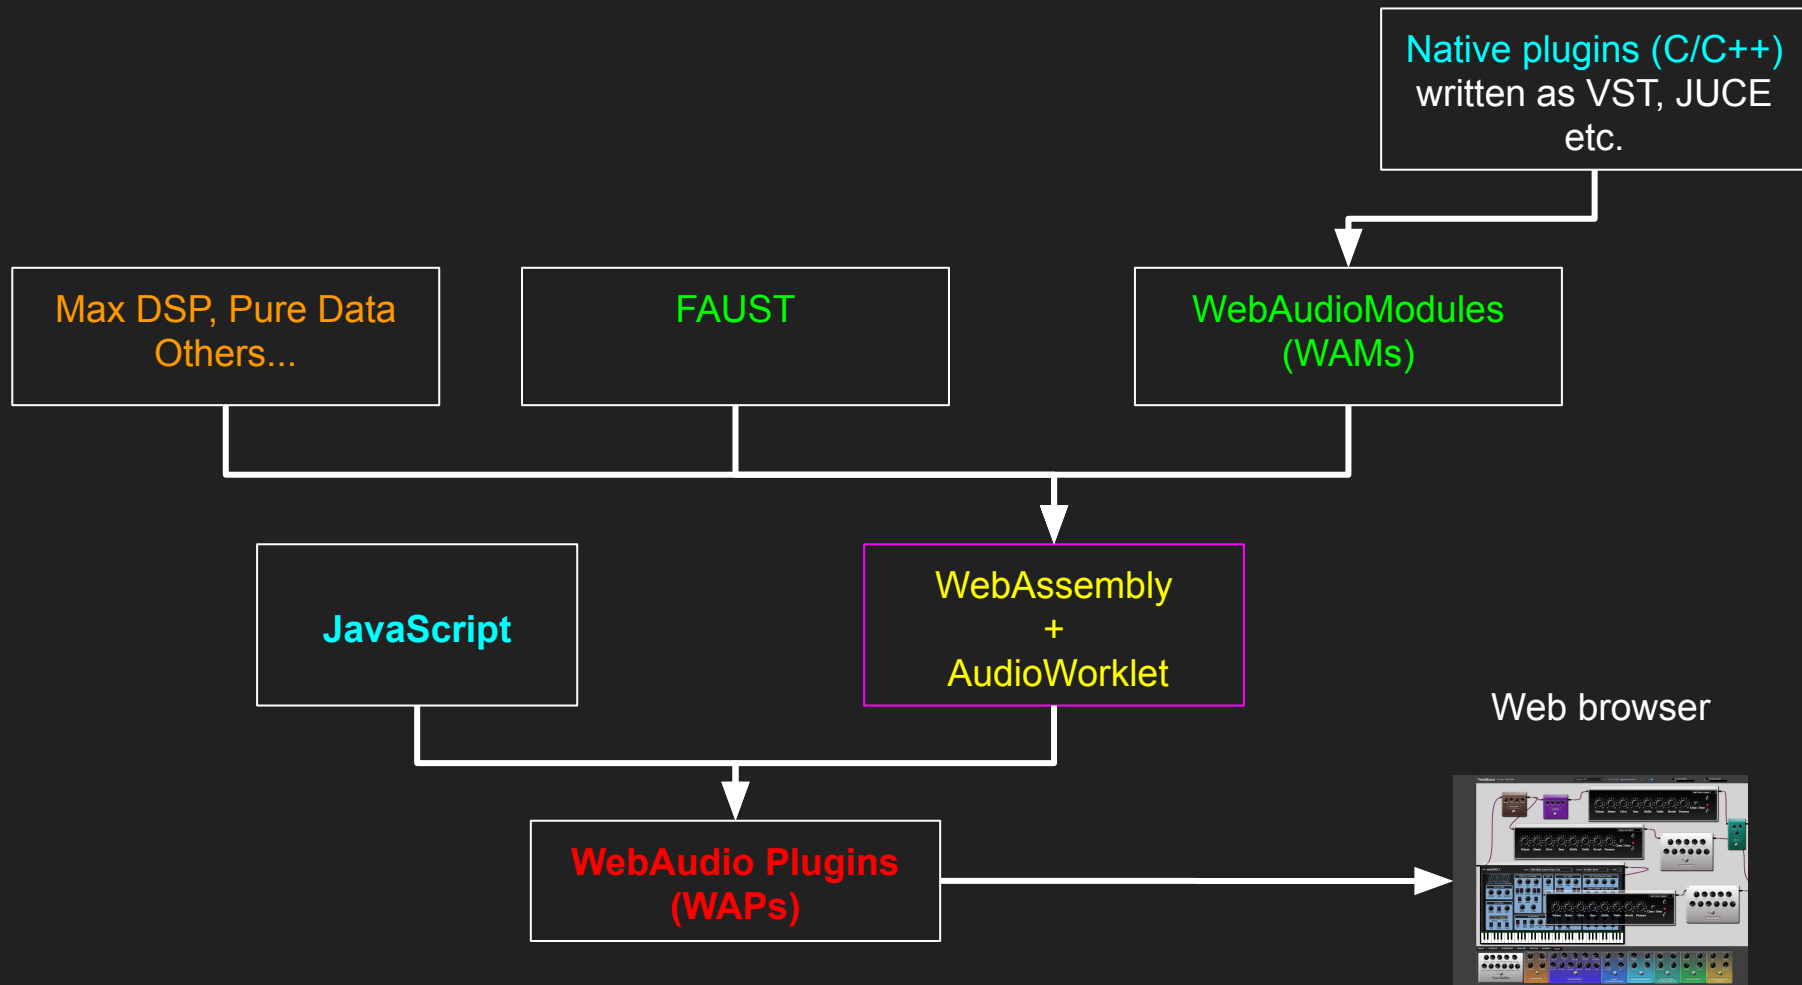 Native plugins (C/C++)
written as VST, JUCE
etc.
Max DSP, Pure Data
Others...
FAUST
WebAudioModules
(WAMs)
JavaScript
WebAssembly
+
AudioWorklet
Web browser
WebAudio Plugins
(WAPs)